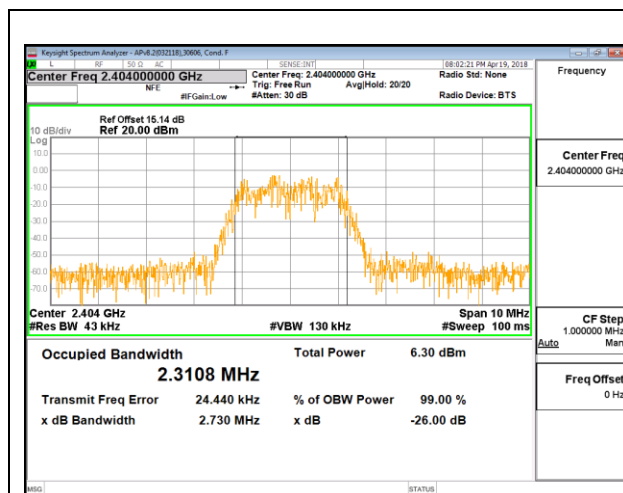 Keysight Spectrum Analyzer - APv8.2(032118),30606, Cond. F
L RF 50 Ω AC SENSE:INT 08:02:21 PM Apr 19, 2018
Center Freq 2.404000000 GHz Center Freq: 2.404000000 GHz Radio Std: None Frequency
NFE Trig: Free Run Avg|Hold: 20/20
#IFGain:Low #Atten: 30 dB Radio Device: BTS
Ref Offset 15.14 dB
10 dB/div Ref 20.00 dBm
Log
10.0
0.00
-10.0
-20.0
-30.0
-40.0
-50.0
-60.0
-70.0
Center 2.404 GHz Span 10 MHz
#Res BW 43 kHz #VBW 130 kHz #Sweep 100 ms
Occupied Bandwidth Total Power 6.30 dBm
2.3108 MHz
Transmit Freq Error 24.440 kHz % of OBW Power 99.00 %
x dB Bandwidth 2.730 MHz x dB -26.00 dB
Center Freq
2.404000000 GHz
CF Step
1.000000 MHz
Auto Man
Freq Offset
0 Hz
MSG STATUS